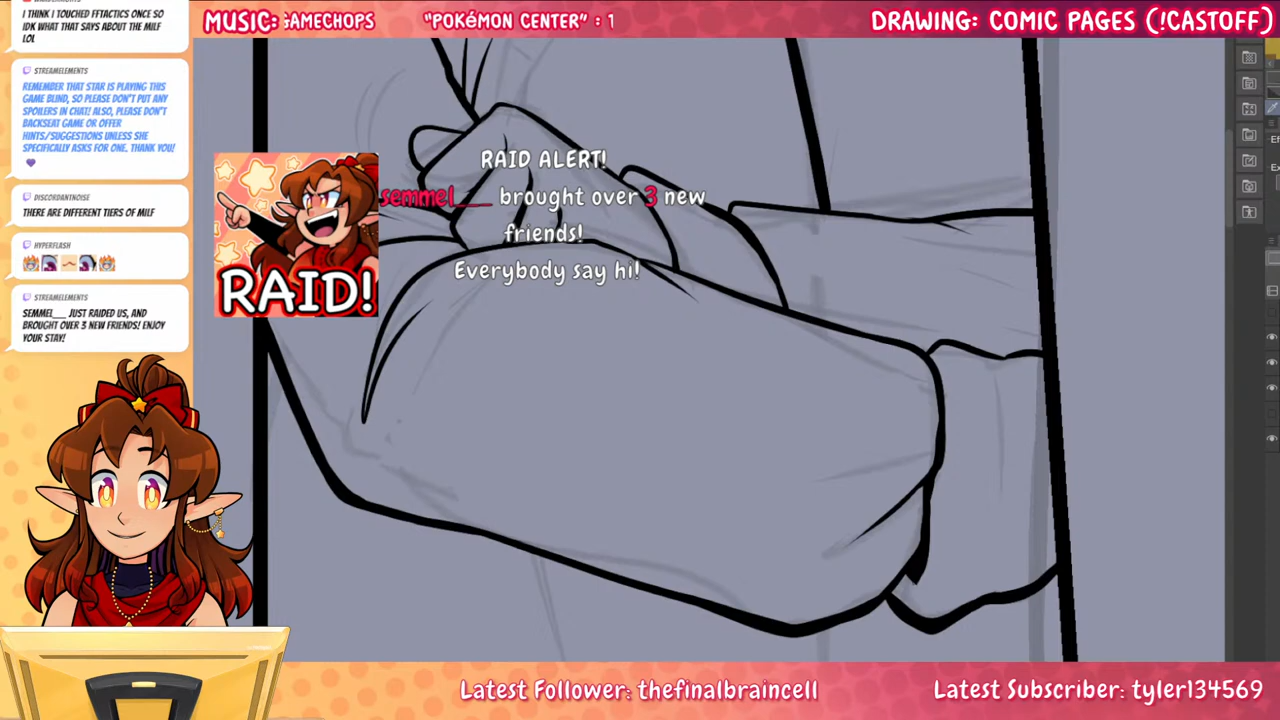 MUSIC: GAMECHOPS "POKéMON CENTER" : 1
DRAWING: COMIC PAGES (!CASTOFF)
I THINK I TOUCHED FFTACTICS ONCE SO
IDK WHAT THAT SAYS ABOUT THE MILF
LOL
STREAMELEMENTS
REMEMBER THAT STAR IS PLAYING THIS
GAME BLIND, SO PLEASE DON'T PUT ANY
SPOILERS IN CHAT! ALSO, PLEASE DON'T
BACKSEAT GAME OR OFFER
HINTS/SUGGESTIONS UNLESS SHE
SPECIFICALLY ASKS FOR ONE. THANK YOU!
DISCORDANTNOISE
THERE ARE DIFFERENT TIERS OF MILF
HYPERFLASH
STREAMELEMENTS
SEMMEL___ JUST RAIDED US, AND
BROUGHT OVER 3 NEW FRIENDS! ENJOY
YOUR STAY!
RAID!
RAID ALERT!
semmel___ brought over 3 new
friends!
Everybody say hi!
Latest Follower: thefinalbraincell
Latest Subscriber: tyler134569